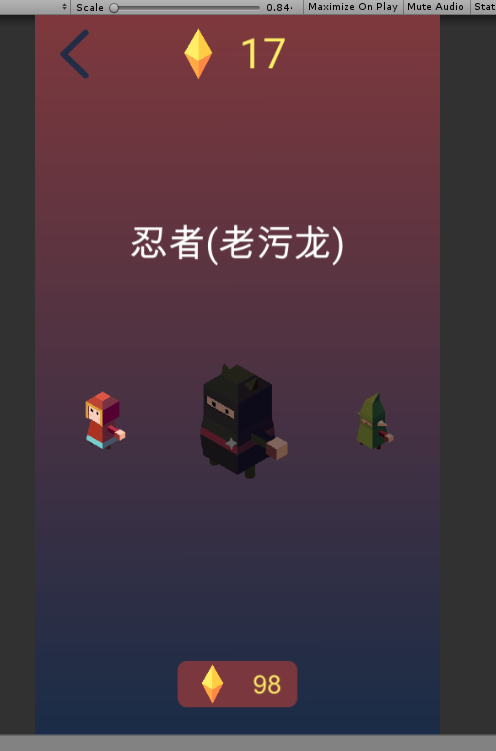 Scale 0.84 Maximize On Play Mute Audio Stat
17
忍者(老污龙)
98